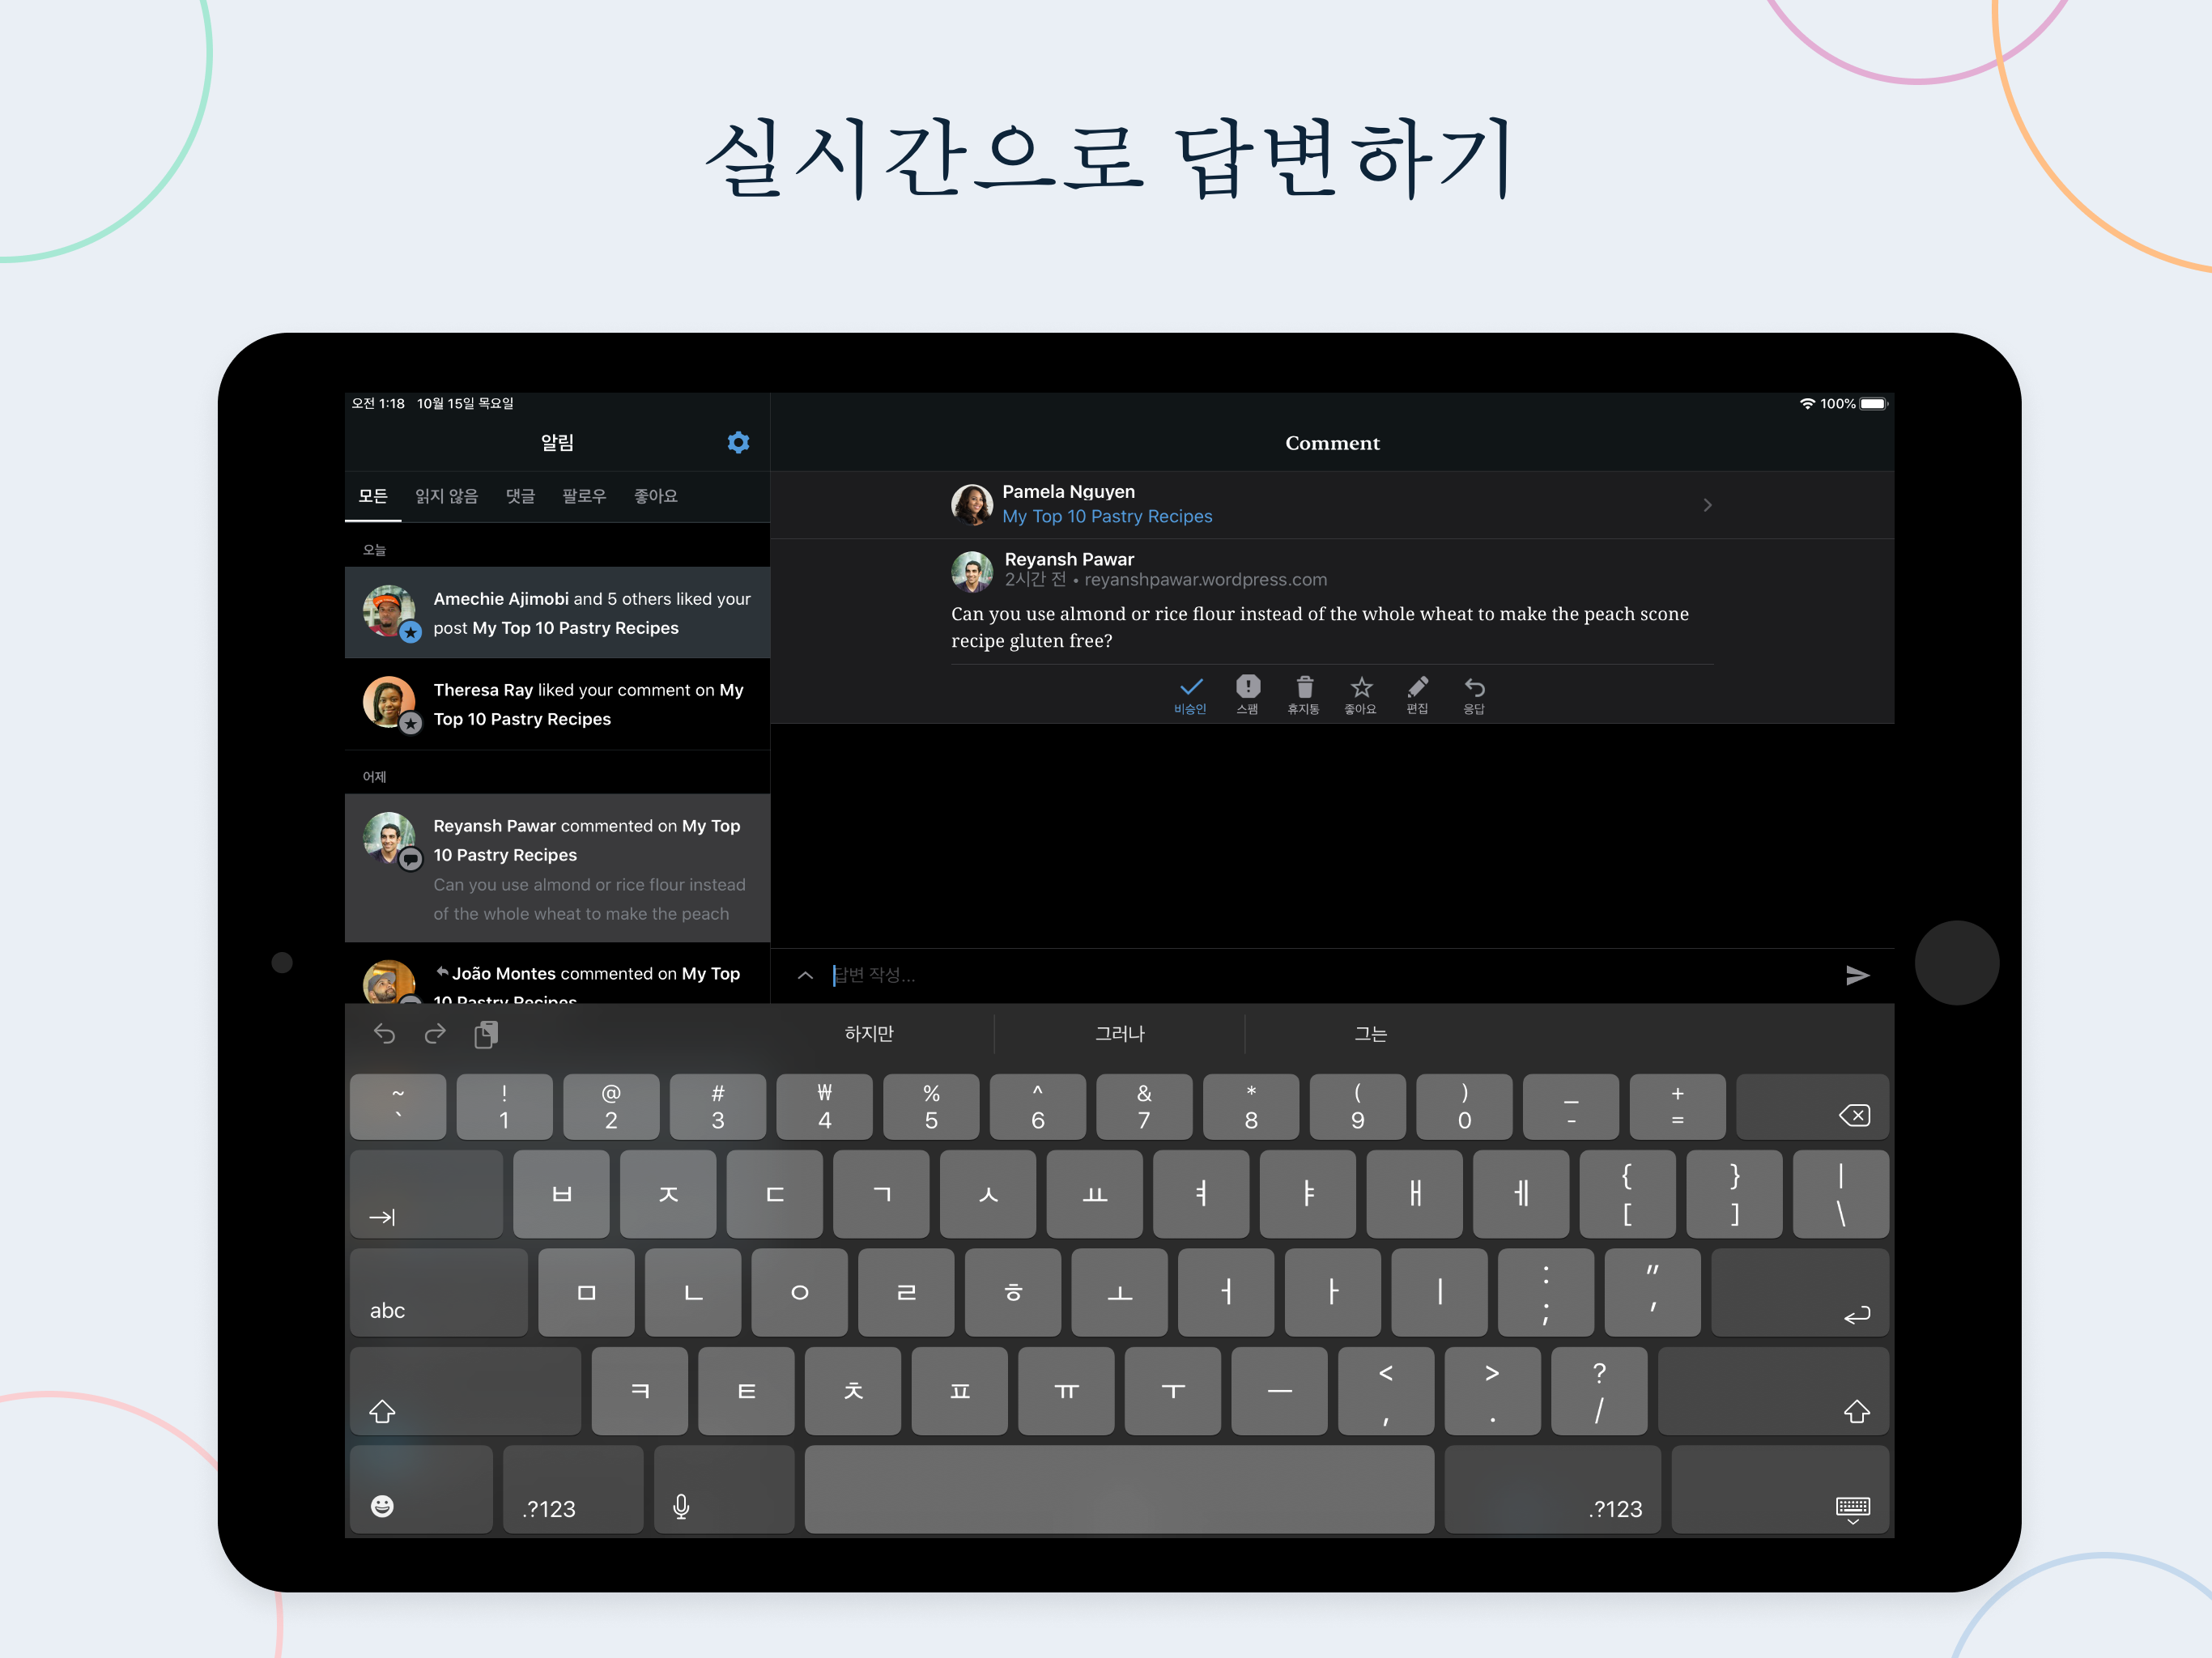 실시간으로 답변하기
오전 1:18 10월 15일 목요일
100%
알림
모든 읽지 않음 댓글 팔로우 좋아요
오늘
Amechie Ajimobi and 5 others liked your
post My Top 10 Pastry Recipes
Theresa Ray liked your comment on My
Top 10 Pastry Recipes
어제
Reyansh Pawar commented on My Top
10 Pastry Recipes
Can you use almond or rice flour instead
of the whole wheat to make the peach
João Montes commented on My Top
10 Pastry Recipes
Comment
Pamela Nguyen
My Top 10 Pastry Recipes
Reyansh Pawar
2시간 전 • reyanshpawar.wordpress.com
Can you use almond or rice flour instead of the whole wheat to make the peach scone
recipe gluten free?
비승인 스팸 휴지통 좋아요 편집 응답
답변 작성...
하지만 그러나 그는
~ ! @ # ₩ % ^ & * ( ) _ +
` 1 2 3 4 5 6 7 8 9 0 - =
ㅂ ㅈ ㄷ ㄱ ㅅ ㅛ ㅕ ㅑ ㅐ ㅔ { } |
[ ] \
abc ㅁ ㄴ ㅇ ㄹ ㅎ ㅗ ㅓ ㅏ ㅣ : "
; '
ㅋ ㅌ ㅊ ㅍ ㅠ ㅜ ㅡ < > ?
, . /
.?123 .?123